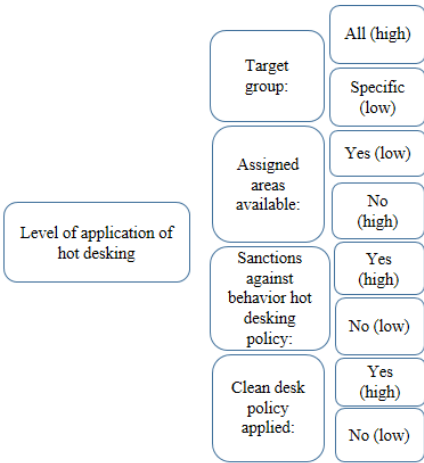 Level of application of
hot desking
Target
group:
All (high)
Specific
(low)
Assigned
areas
available:
Yes (low)
No
(high)
Sanctions
against
behavior hot
desking
policy:
Yes
(high)
No (low)
Clean desk
policy
applied:
Yes
(high)
No (low)